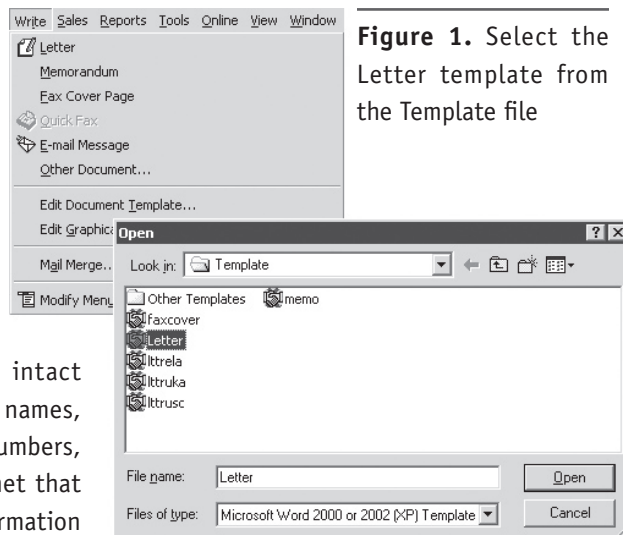 Write Sales Reports Tools Online View Window
Letter
Memorandum
Fax Cover Page
Quick Fax
E-mail Message
Other Document...
Edit Document Template...
Edit
Mail Merge..
Modify
Figure 1. Select the
Letter template from
the Template file
Open
Look in: Template
Other Templates memo
faxcover
Letter
lttrela
lttruka
lttrusc
File name: Letter Open
Files of type: Microsoft Word 2000 or 2002 (XP) Template Cancel
intact
names,
umbers,
net that
rmation